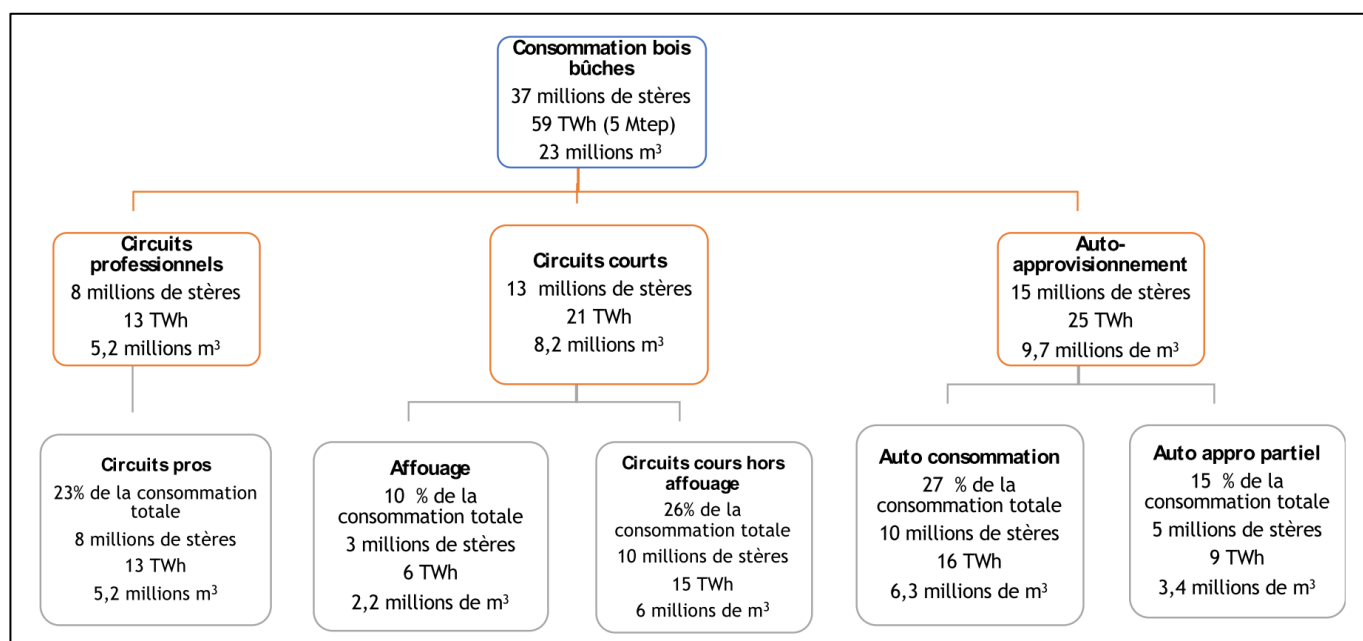 Consommation bois
bûches
37 millions de stères
59 TWh (5 Mtep)
23 millions m³
Circuits
professionnels
8 millions de stères
13 TWh
5,2 millions m³
Circuits courts
13 millions de stères
21 TWh
8,2 millions m³
Auto-
approvisionnement
15 millions de stères
25 TWh
9,7 millions de m³
Circuits pros
23% de la consommation
totale
8 millions de stères
13 TWh
5,2 millions m³
Affouage
10 % de la
consommation totale
3 millions de stères
6 TWh
2,2 millions de m³
Circuits cours hors
affouage
26% de la
consommation totale
10 millions de stères
15 TWh
6 millions de m³
Auto consommation
27 % de la
consommation totale
10 millions de stères
16 TWh
6,3 millions de m³
Auto appro partiel
15 % de la
consommation totale
5 millions de stères
9 TWh
3,4 millions de m³